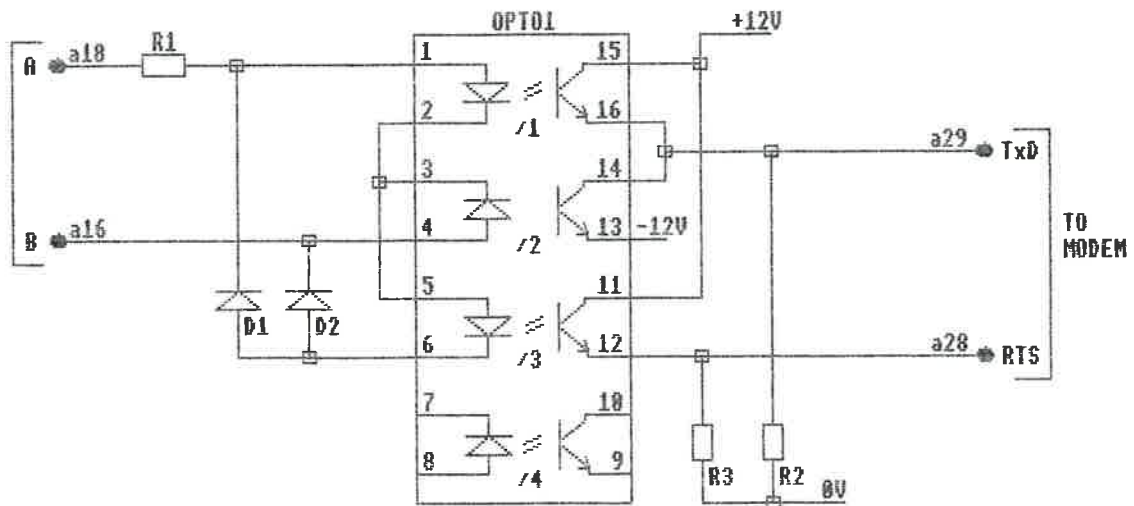 OPTO1
+12V
A
a18
R1
1
15
2
16
/1
3
14
a29
TxD
B
a16
4
13
-12V
/2
TO
MODEM
5
11
D1
D2
6
12
/3
a28
RTS
7
10
8
9
/4
R3
R2
0V